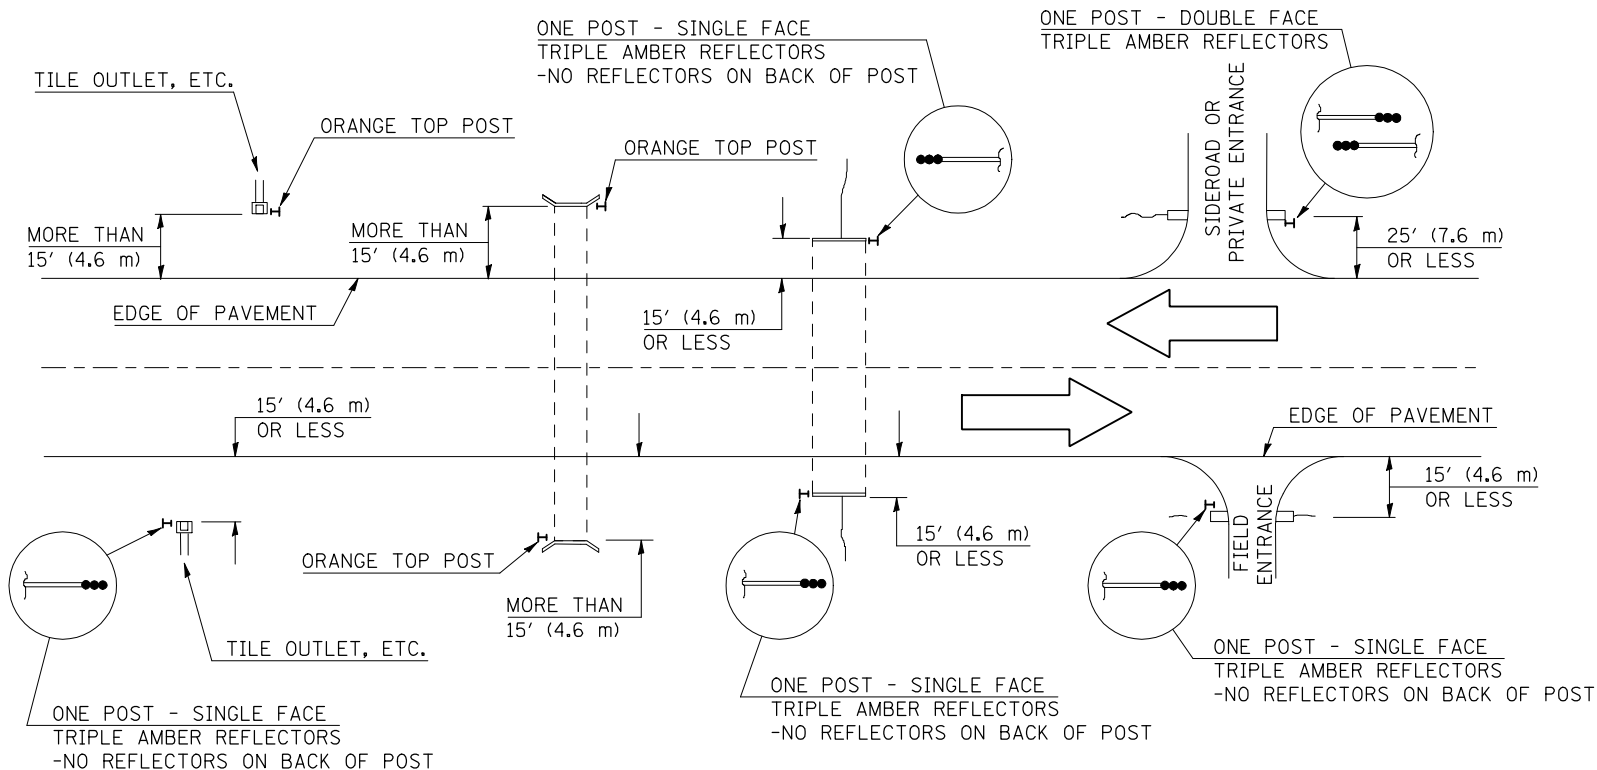 ONE POST - SINGLE FACE
TRIPLE AMBER REFLECTORS
-NO REFLECTORS ON BACK OF POST
ONE POST - DOUBLE FACE
TRIPLE AMBER REFLECTORS
TILE OUTLET, ETC.
ORANGE TOP POST
ORANGE TOP POST
SIDEROAD OR
PRIVATE ENTRANCE
MORE THAN
15' (4.6 m)
MORE THAN
15' (4.6 m)
25' (7.6 m)
OR LESS
EDGE OF PAVEMENT
15' (4.6 m)
OR LESS
15' (4.6 m)
OR LESS
EDGE OF PAVEMENT
15' (4.6 m)
OR LESS
FIELD
ENTRANCE
15' (4.6 m)
OR LESS
ORANGE TOP POST
MORE THAN
15' (4.6 m)
TILE OUTLET, ETC.
ONE POST - SINGLE FACE
TRIPLE AMBER REFLECTORS
-NO REFLECTORS ON BACK OF POST
ONE POST - SINGLE FACE
TRIPLE AMBER REFLECTORS
-NO REFLECTORS ON BACK OF POST
ONE POST - SINGLE FACE
TRIPLE AMBER REFLECTORS
-NO REFLECTORS ON BACK OF POST